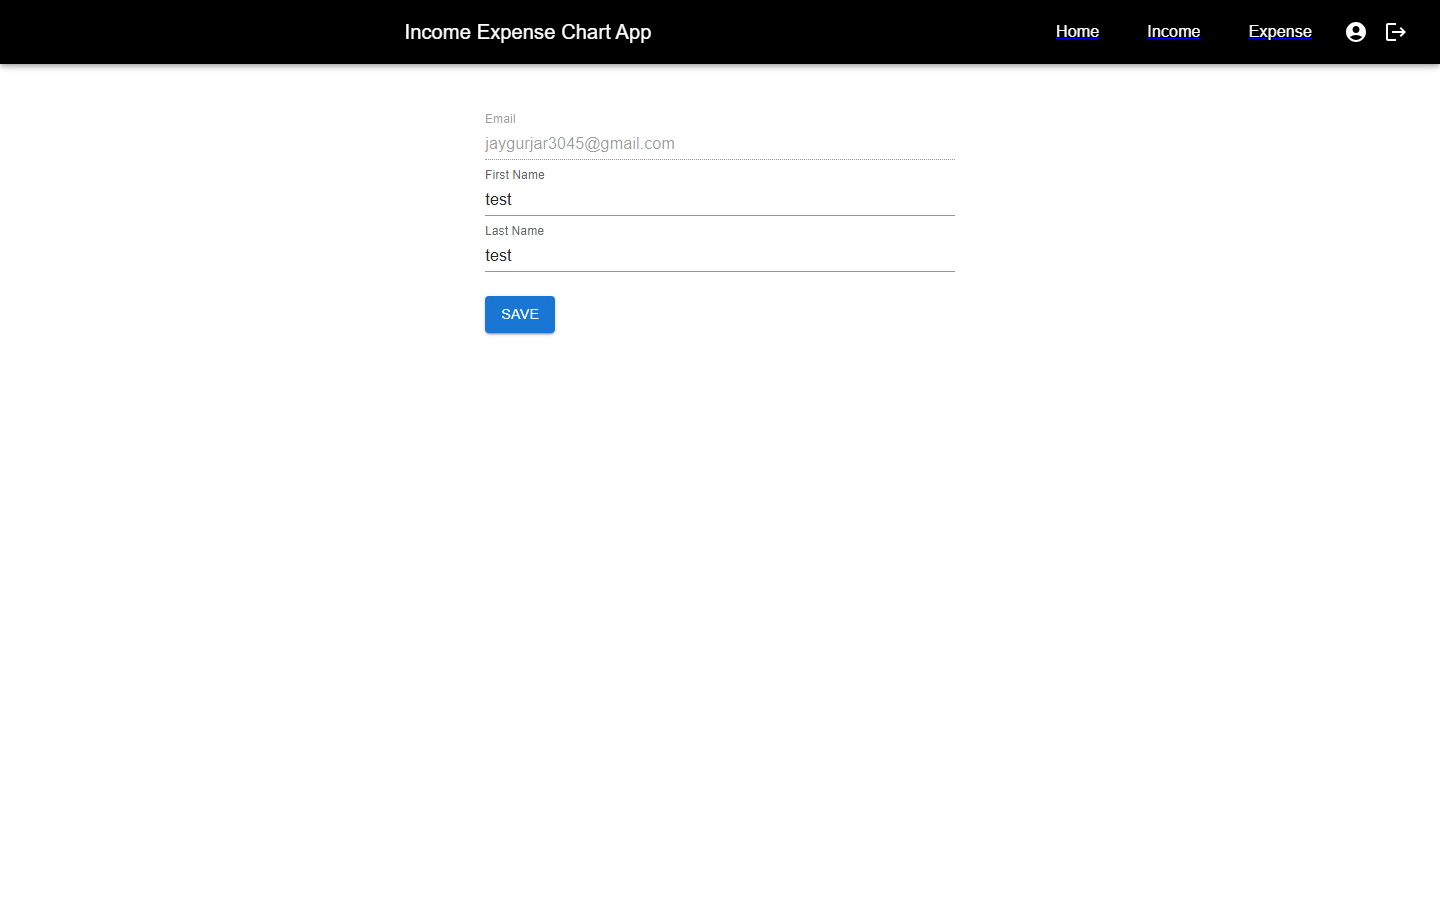 Income Expense Chart App
Home Income Expense
Email
jaygurjar3045@gmail.com
First Name
test
Last Name
test
SAVE